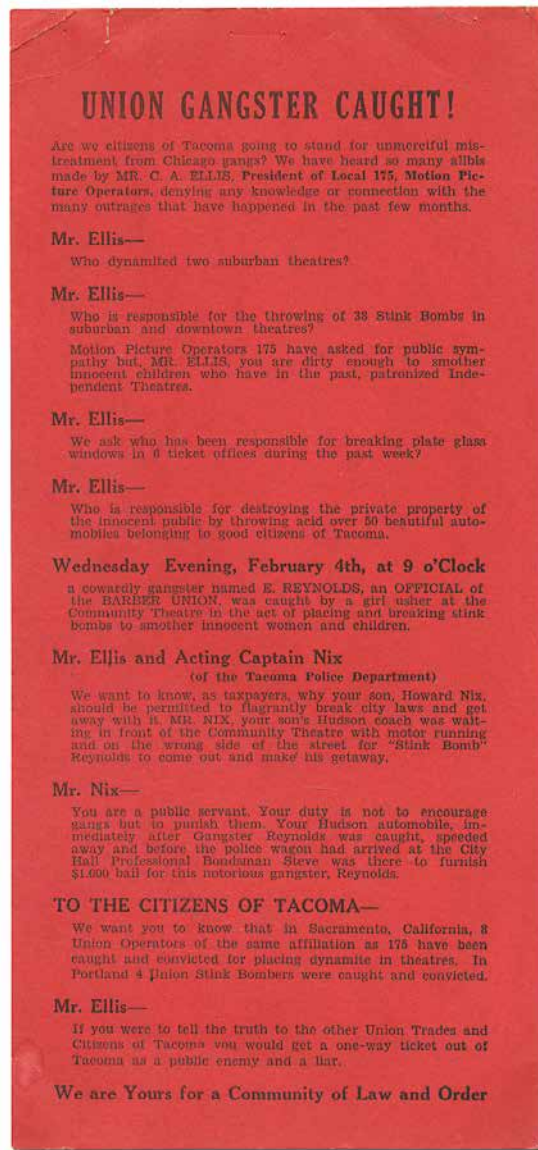 UNION GANGSTER CAUGHT!
Are we citizens of Tacoma going to stand for unmerciful mis-
treatment from Chicago gangs? We have heard so many alibis
made by MR. C. A. ELLIS, President of Local 175, Motion Pic-
ture Operators, denying any knowledge or connection with the
many outrages that have happened in the past few months.
Mr. Ellis—
Who dynamited two suburban theatres?
Mr. Ellis—
Who is responsible for the throwing of 38 Stink Bombs in
suburban and downtown theatres?
Motion Picture Operators 175 have asked for public sym-
pathy but, MR. ELLIS, you are dirty enough to smother
innocent children who have in the past, patronized Inde-
pendent Theatres.
Mr. Ellis—
We ask who has been responsible for breaking plate glass
windows in 6 ticket offices during the past week?
Mr. Ellis—
Who is responsible for destroying the private property of
the innocent public by throwing acid over 50 beautiful auto-
mobiles belonging to good citizens of Tacoma.
Wednesday Evening, February 4th, at 9 o'Clock
a cowardly gangster named E. REYNOLDS, an OFFICIAL of
the BARBER UNION, was caught by a girl usher at the
Community Theatre in the act of placing and breaking stink
bombs to smother innocent women and children.
Mr. Ellis and Acting Captain Nix
(of the Tacoma Police Department)
We want to know, as taxpayers, why your son, Howard Nix,
should be permitted to flagrantly break city laws and get
away with it. MR. NIX, your son's Hudson coach was wait-
ing in front of the Community Theatre with motor running
and on the wrong side of the street for "Stink Bomb"
Reynolds to come out and make his getaway.
Mr. Nix—
You are a public servant. Your duty is not to encourage
gangs but to punish them. Your Hudson automobile, im-
mediately after Gangster Reynolds was caught, speeded
away and before the police wagon had arrived at the City
Hall Professional Bondsman Steve was there to furnish
$1,000 bail for this notorious gangster, Reynolds.
TO THE CITIZENS OF TACOMA—
We want you to know that in Sacramento, California, 8
Union Operators of the same affiliation as 175 have been
caught and convicted for placing dynamite in theatres. In
Portland 4 Union Stink Bombers were caught and convicted.
Mr. Ellis—
If you were to tell the truth to the other Union Trades and
Citizens of Tacoma you would get a one-way ticket out of
Tacoma as a public enemy and a liar.
We are Yours for a Community of Law and Order